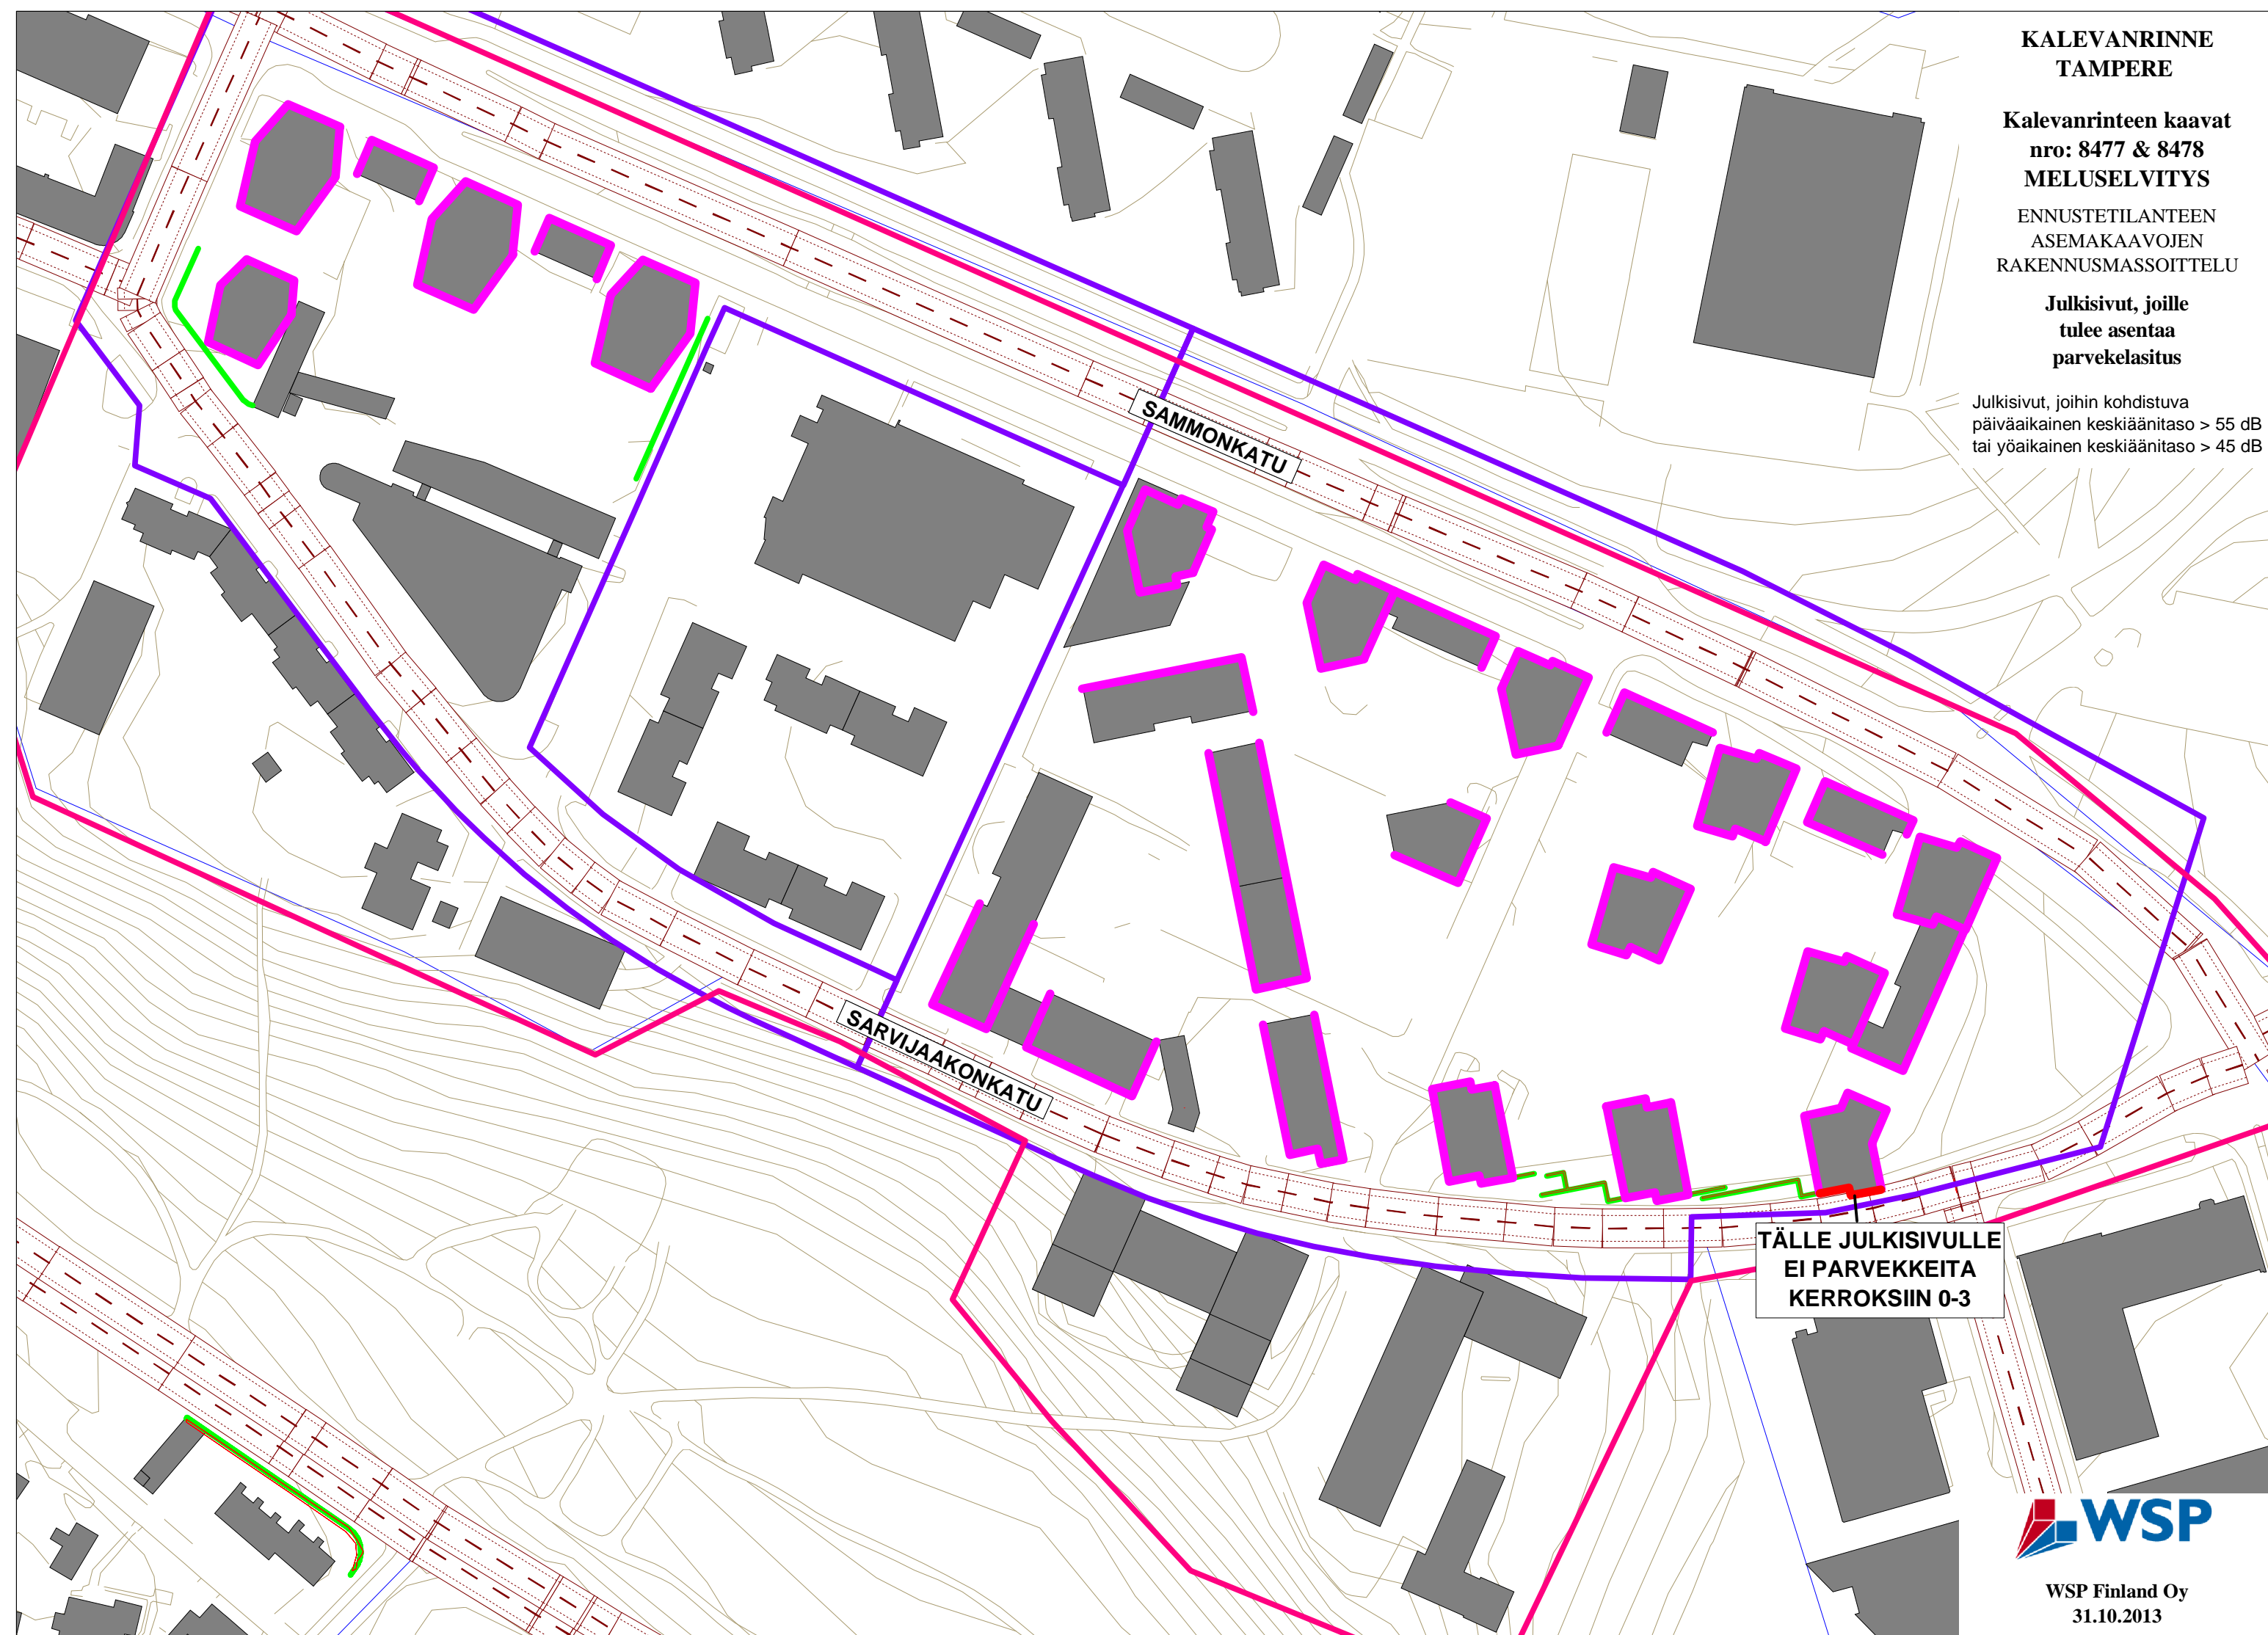 KALEVANRINNE
TAMPERE
Kalevanrinteen kaavat
nro: 8477 & 8478
MELUSELVITYS
ENNUSTETILANTEEN
ASEMAKAAVOJEN
RAKENNUSMASSOITTELU
Julkisivut, joille
tulee asentaa
parvekelasitus
Julkisivut, joihin kohdistuva
päiväaikainen keskiäänitaso > 55 dB
tai yöaikainen keskiäänitaso > 45 dB
SAMMONKATU
SARVIJAAKONKATU
TÄLLE JULKISIVULLE
EI PARVEKKEITA
KERROKSIIN 0-3
WSP
WSP Finland Oy
31.10.2013